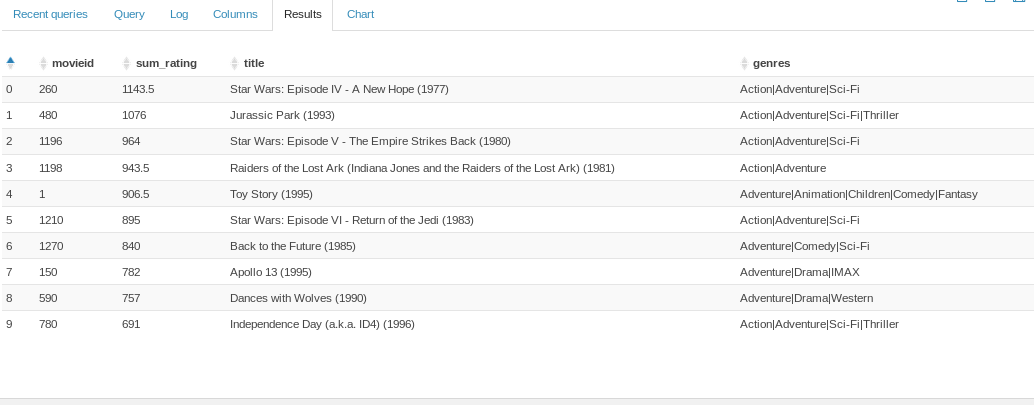 Recent queries Query Log Columns Results Chart
movieid sum_rating title genres
0 260 1143.5 Star Wars: Episode IV - A New Hope (1977) Action|Adventure|Sci-Fi
1 480 1076 Jurassic Park (1993) Action|Adventure|Sci-Fi|Thriller
2 1196 964 Star Wars: Episode V - The Empire Strikes Back (1980) Action|Adventure|Sci-Fi
3 1198 943.5 Raiders of the Lost Ark (Indiana Jones and the Raiders of the Lost Ark) (1981) Action|Adventure
4 1 906.5 Toy Story (1995) Adventure|Animation|Children|Comedy|Fantasy
5 1210 895 Star Wars: Episode VI - Return of the Jedi (1983) Action|Adventure|Sci-Fi
6 1270 840 Back to the Future (1985) Adventure|Comedy|Sci-Fi
7 150 782 Apollo 13 (1995) Adventure|Drama|IMAX
8 590 757 Dances with Wolves (1990) Adventure|Drama|Western
9 780 691 Independence Day (a.k.a. ID4) (1996) Action|Adventure|Sci-Fi|Thriller